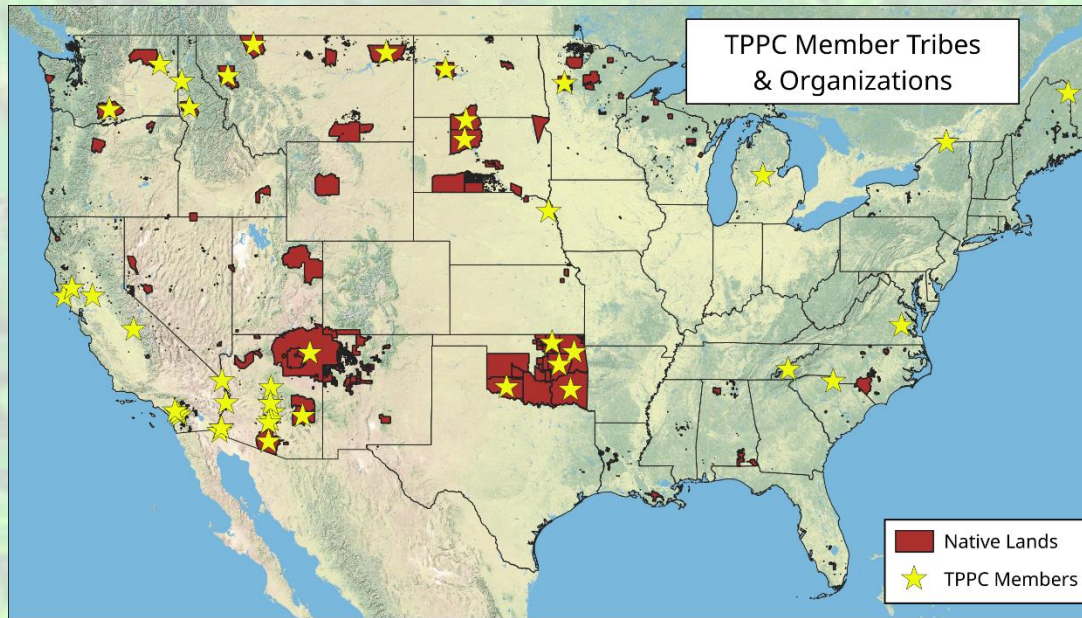 TPPC Member Tribes
& Organizations
Native Lands
TPPC Members